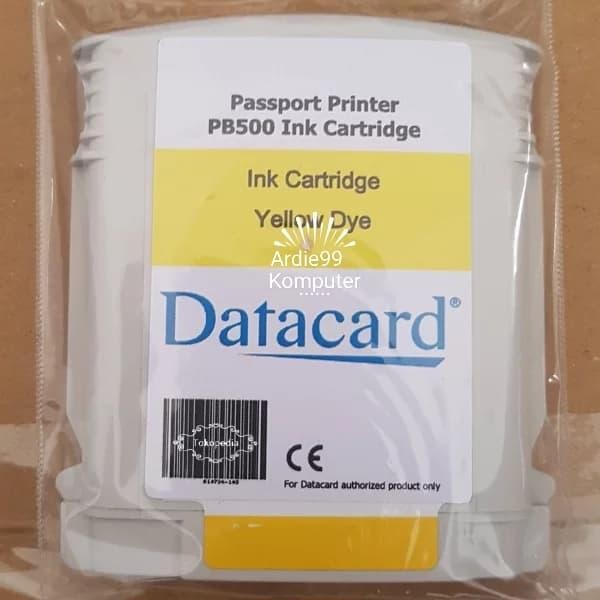 Passport Printer
PB500 Ink Cartridge
Ink Cartridge
Yellow Dye
Ardie99
Komputer
Datacard®
Tokopedia
CE
For Datacard authorized product only